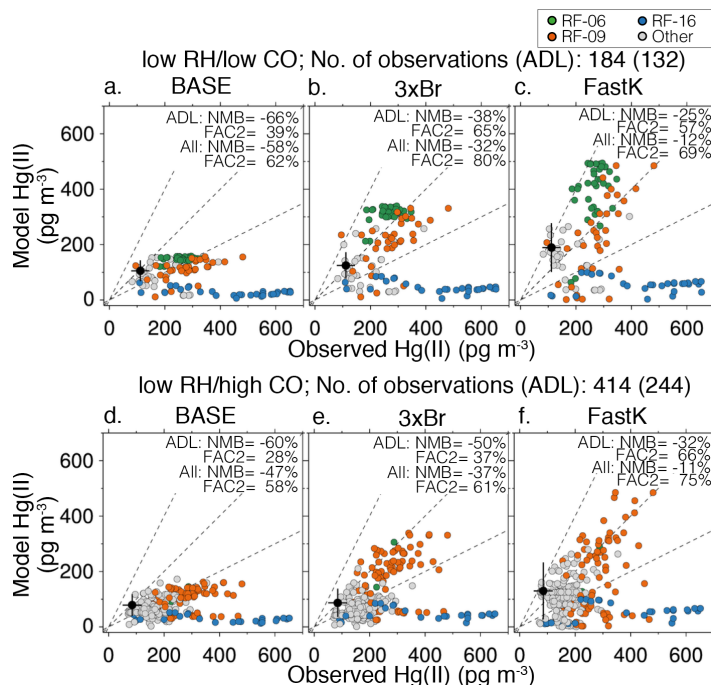 RF-06 RF-16
RF-09 Other
low RH/low CO; No. of observations (ADL): 184 (132)
a. BASE b. 3xBr c. FastK
ADL: NMB= -66%
FAC2= 39%
All: NMB= -58%
FAC2= 62%
ADL: NMB= -38%
FAC2= 65%
All: NMB= -32%
FAC2= 80%
ADL: NMB= -25%
FAC2= 57%
All: NMB= -12%
FAC2= 69%
Model Hg(II)
(pg m-3)
600
400
200
0
0 200 400 600 0 200 400 600 0 200 400 600
Observed Hg(II) (pg m-3)
low RH/high CO; No. of observations (ADL): 414 (244)
d. BASE e. 3xBr f. FastK
ADL: NMB= -60%
FAC2= 28%
All: NMB= -47%
FAC2= 58%
ADL: NMB= -50%
FAC2= 37%
All: NMB= -37%
FAC2= 61%
ADL: NMB= -32%
FAC2= 66%
All: NMB= -11%
FAC2= 75%
Model Hg(II)
(pg m-3)
600
400
200
0
0 200 400 600 0 200 400 600 0 200 400 600
Observed Hg(II) (pg m-3)